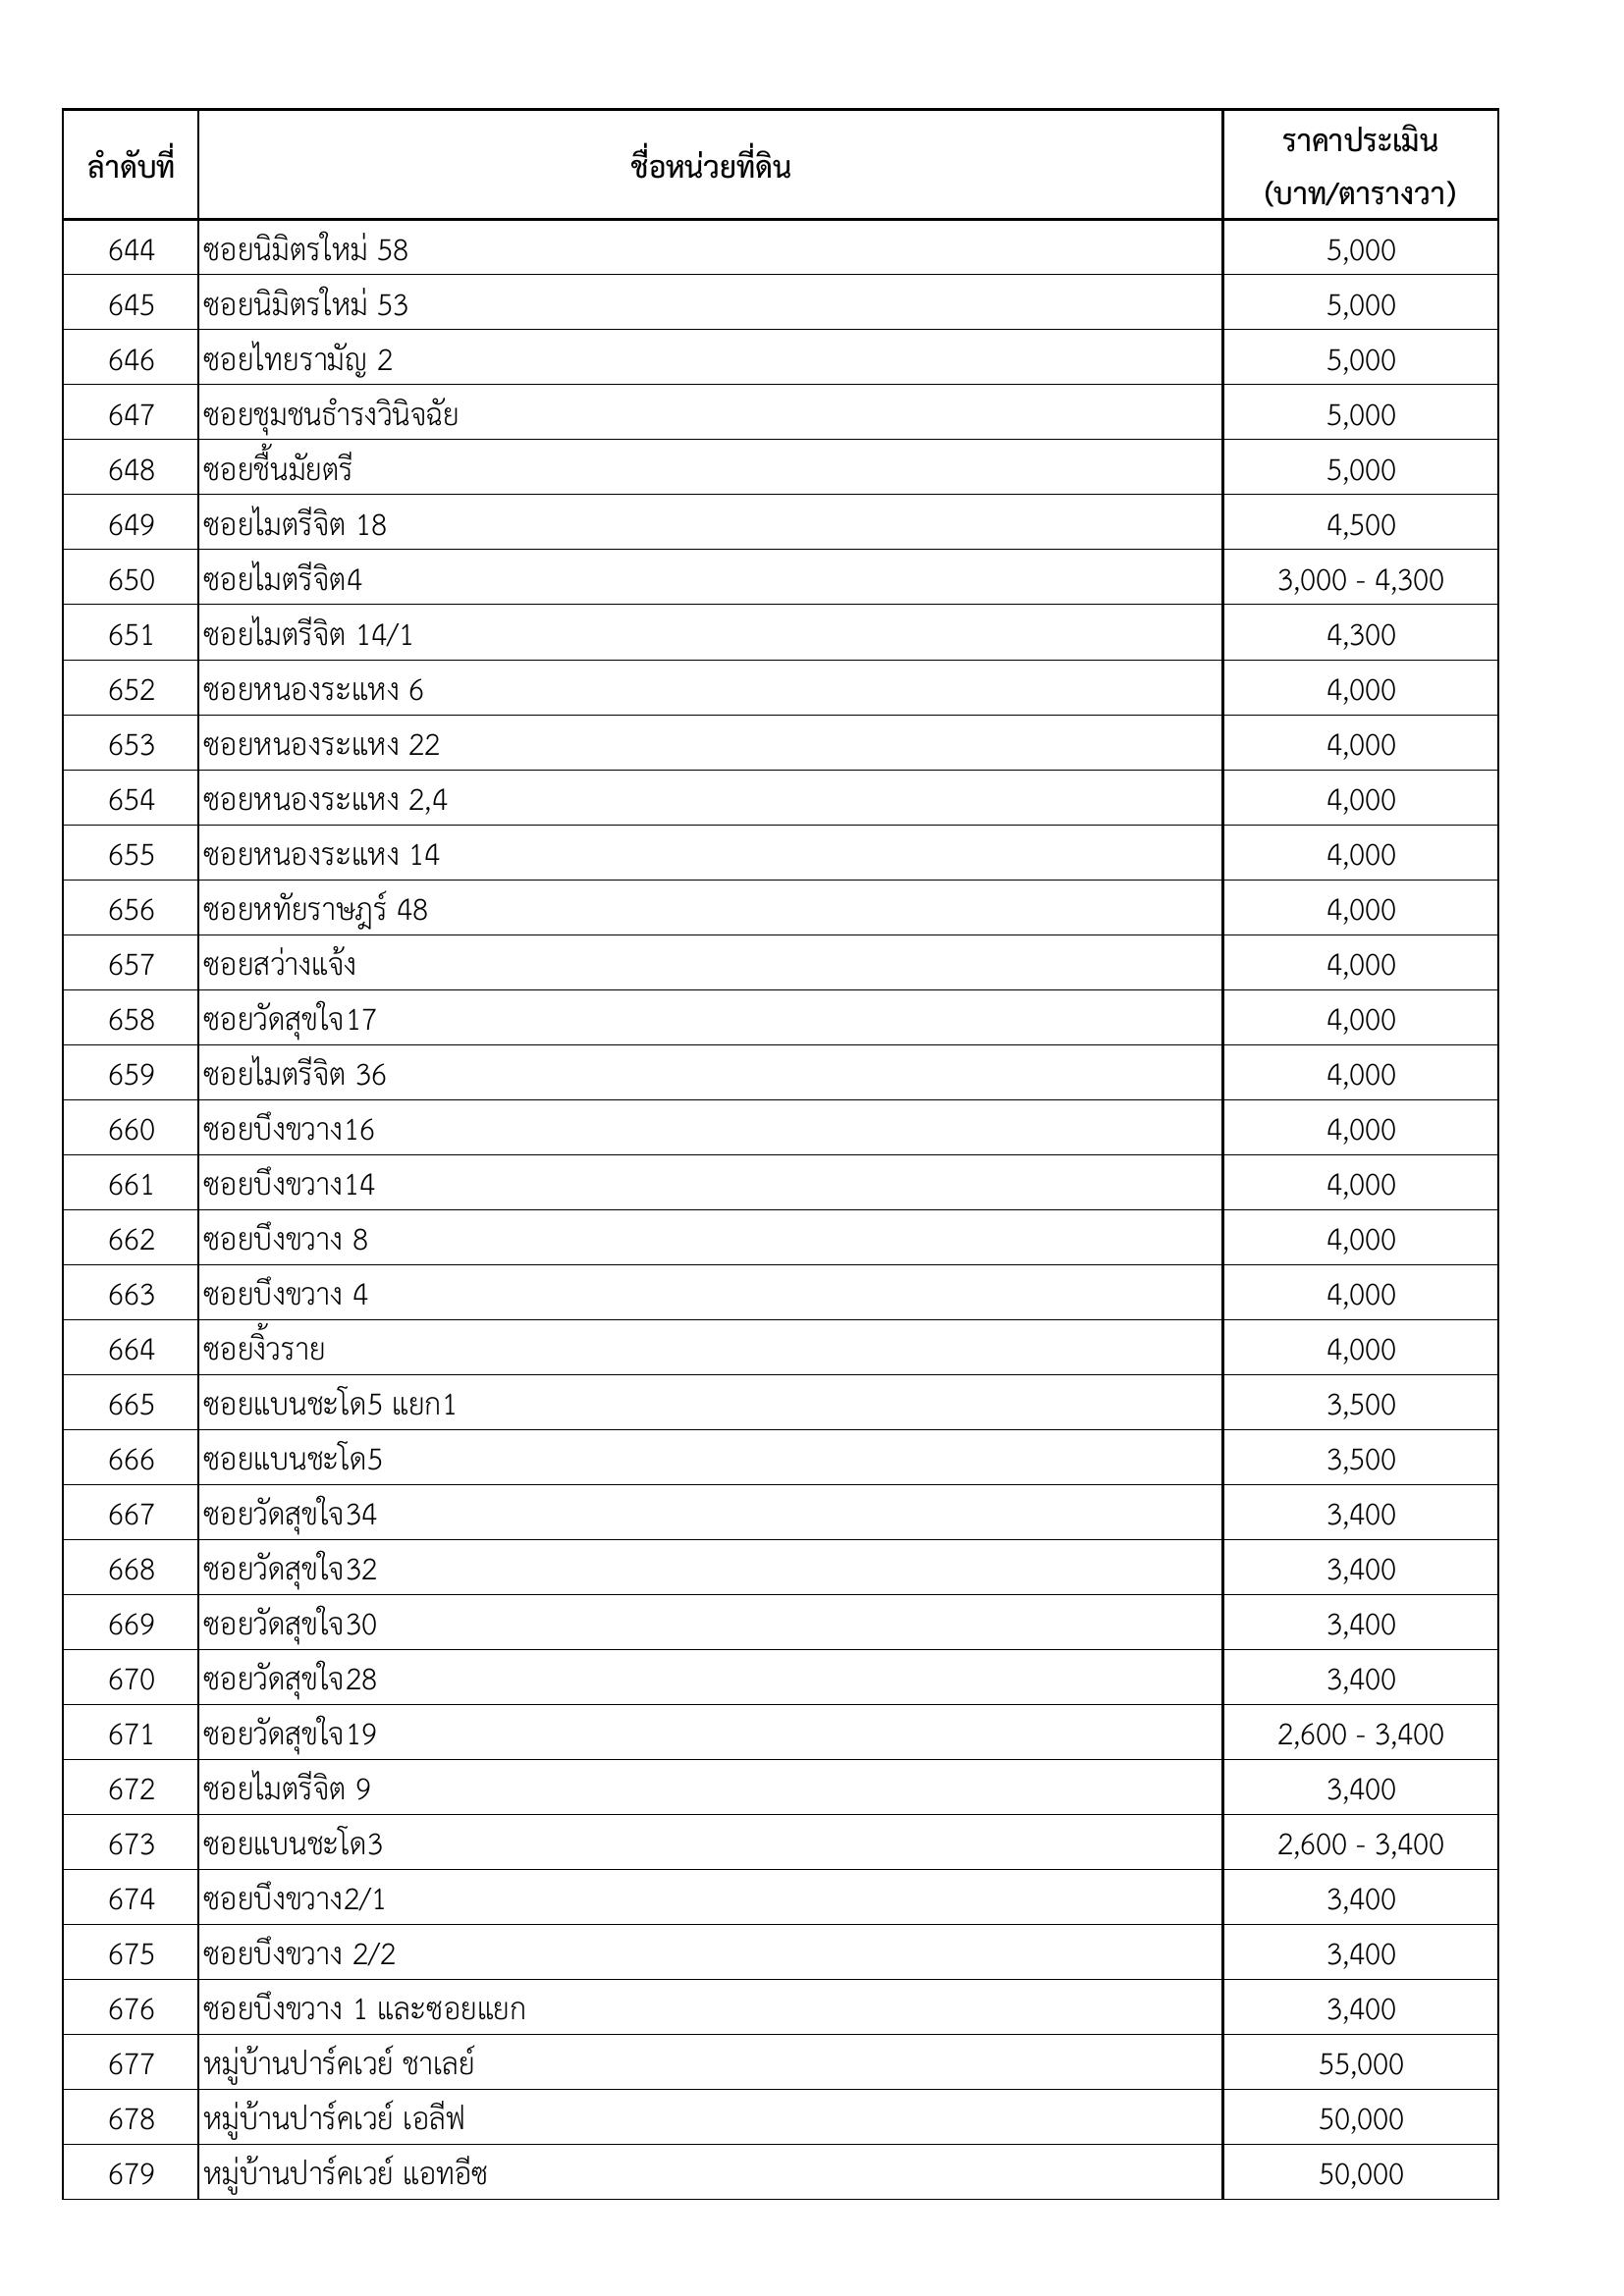 ลำดับที่ ชื่อหน่วยที่ดิน ราคาประเมิน
(บาท/ตารางวา)
644 ซอยนิมิตรใหม่ 58 5,000
645 ซอยนิมิตรใหม่ 53 5,000
646 ซอยไทยรามัญ 2 5,000
647 ซอยชุมชนธำรงวินิจฉัย 5,000
648 ซอยชื้นมัยตรี 5,000
649 ซอยไมตรีจิต 18 4,500
650 ซอยไมตรีจิต4 3,000 - 4,300
651 ซอยไมตรีจิต 14/1 4,300
652 ซอยหนองระแหง 6 4,000
653 ซอยหนองระแหง 22 4,000
654 ซอยหนองระแหง 2,4 4,000
655 ซอยหนองระแหง 14 4,000
656 ซอยหทัยราษฎร์ 48 4,000
657 ซอยสว่างแจ้ง 4,000
658 ซอยวัดสุขใจ17 4,000
659 ซอยไมตรีจิต 36 4,000
660 ซอยบึงขวาง16 4,000
661 ซอยบึงขวาง14 4,000
662 ซอยบึงขวาง 8 4,000
663 ซอยบึงขวาง 4 4,000
664 ซอยงิ้วราย 4,000
665 ซอยแบนชะโด5 แยก1 3,500
666 ซอยแบนชะโด5 3,500
667 ซอยวัดสุขใจ34 3,400
668 ซอยวัดสุขใจ32 3,400
669 ซอยวัดสุขใจ30 3,400
670 ซอยวัดสุขใจ28 3,400
671 ซอยวัดสุขใจ19 2,600 - 3,400
672 ซอยไมตรีจิต 9 3,400
673 ซอยแบนชะโด3 2,600 - 3,400
674 ซอยบึงขวาง2/1 3,400
675 ซอยบึงขวาง 2/2 3,400
676 ซอยบึงขวาง 1 และซอยแยก 3,400
677 หมู่บ้านปาร์คเวย์ ชาเลย์ 55,000
678 หมู่บ้านปาร์คเวย์ เอลีฟ 50,000
679 หมู่บ้านปาร์คเวย์ แอทอีซ 50,000